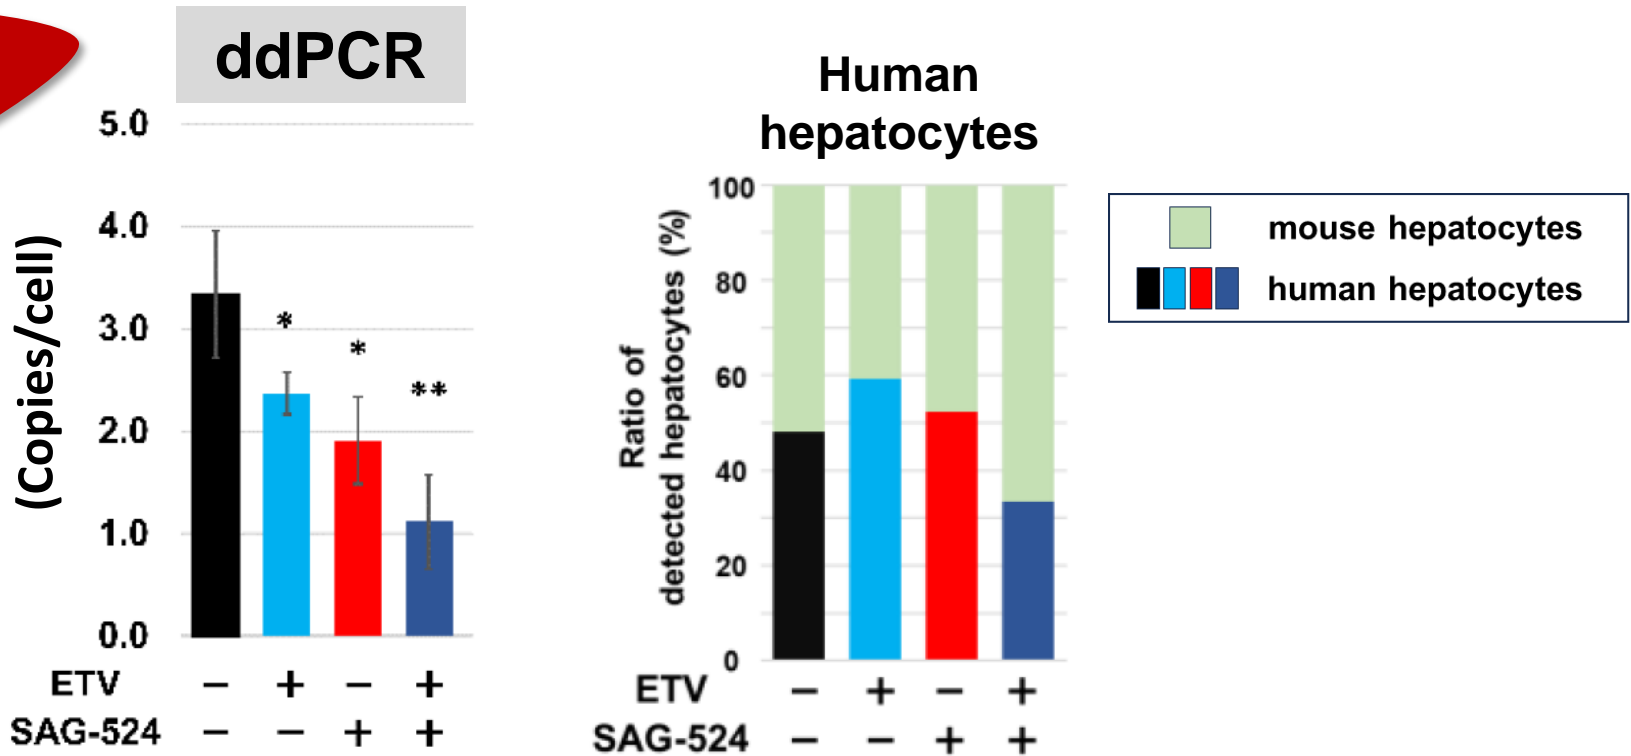 ddPCR
(Copies/cell)
5.0
4.0
3.0
2.0
1.0
0.0
*
*
**
ETV − + − +
SAG-524 − − + +
Human
hepatocytes
Ratio of
detected hepatocytes (%)
100
80
60
40
20
0
ETV − + − +
SAG-524 − − + +
mouse hepatocytes
human hepatocytes